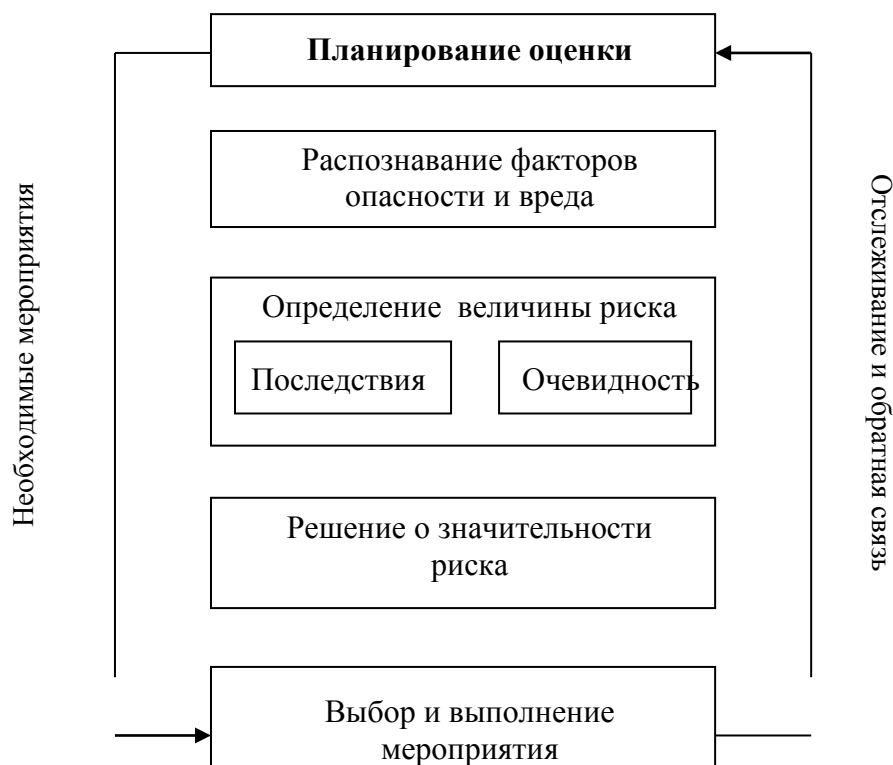 Планирование оценки
Распознавание факторов
опасности и вреда
Определение величины риска
Последствия
Очевидность
Решение о значительности
риска
Выбор и выполнение
мероприятия
Необходимые мероприятия
Отслеживание и обратная связь